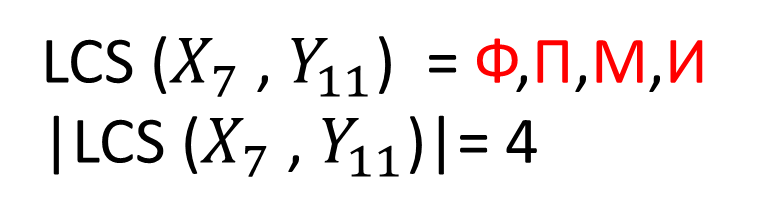 LCS (𝑋₇ , 𝑌₁₁) = Ф,П,М,И
|LCS (𝑋₇ , 𝑌₁₁)|= 4